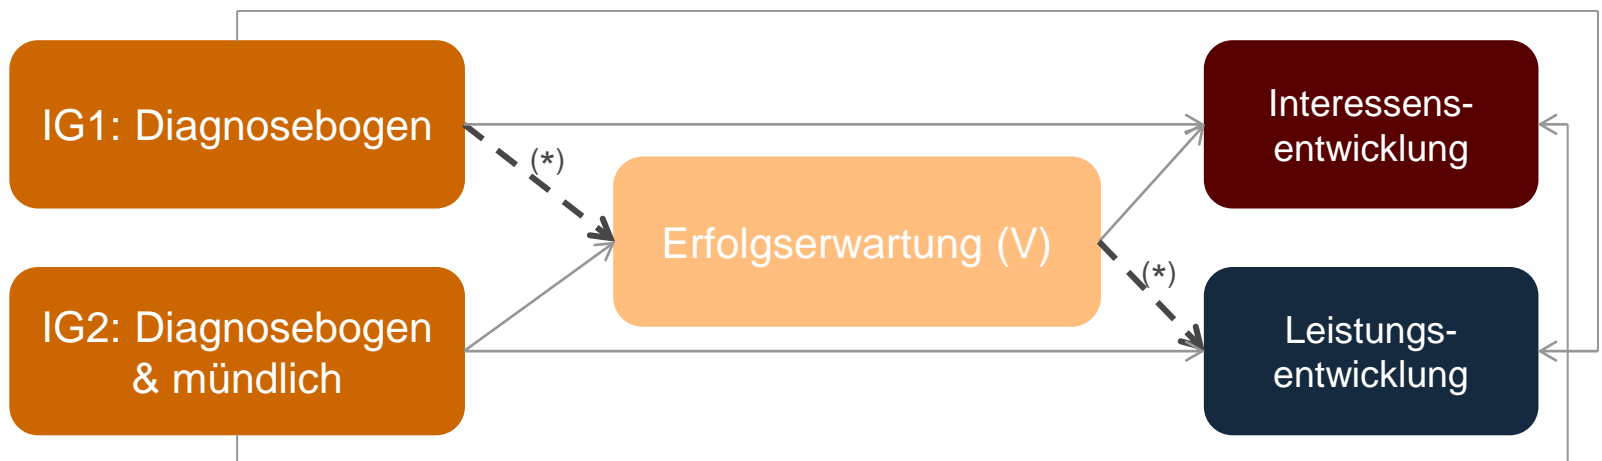 IG1: Diagnosebogen
Interessens-
entwicklung
(*)
Erfolgserwartung (V)
(*)
IG2: Diagnosebogen
& mündlich
Leistungs-
entwicklung